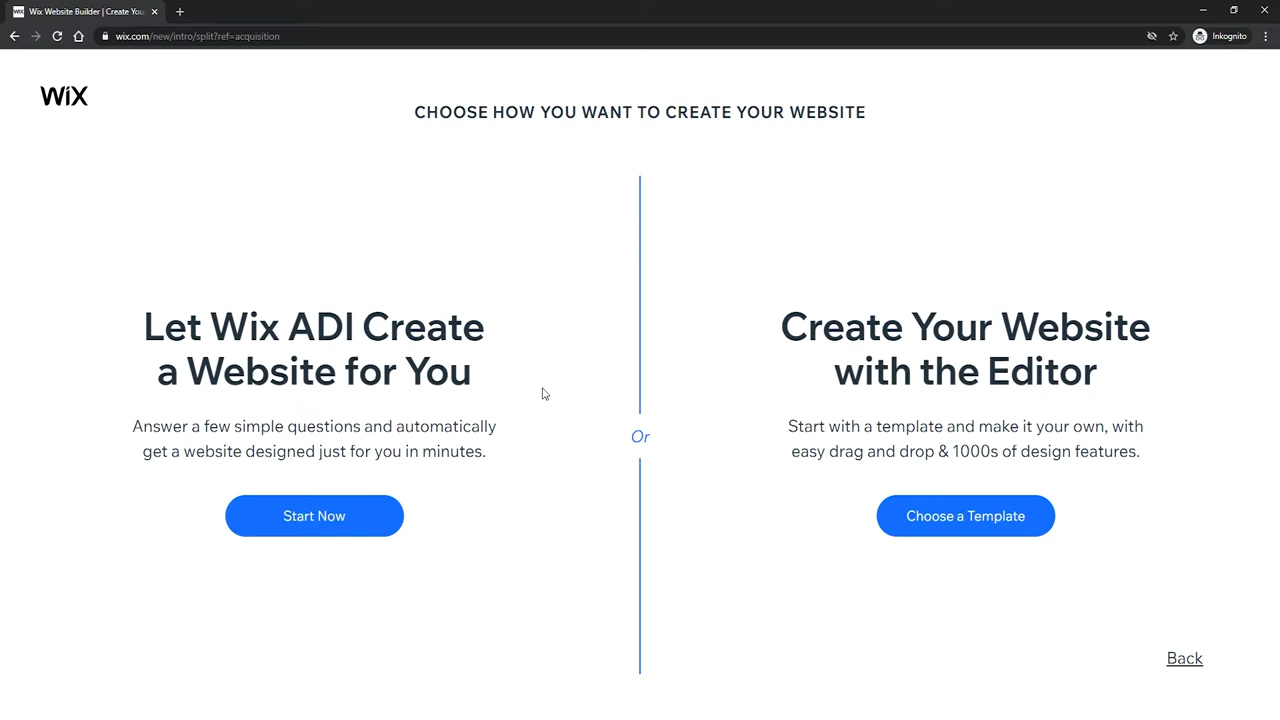 Wix Website Builder | Create You
wix.com/new/intro/split?ref=acquisition
Inkognito
WiX
CHOOSE HOW YOU WANT TO CREATE YOUR WEBSITE
Let Wix ADI Create
a Website for You
Answer a few simple questions and automatically
get a website designed just for you in minutes.
Start Now
Or
Create Your Website
with the Editor
Start with a template and make it your own, with
easy drag and drop & 1000s of design features.
Choose a Template
Back